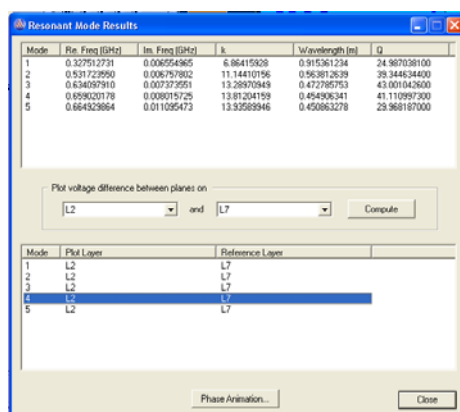 Resonant Mode Results
Mode Re. Freq (GHz) Im. Freq (GHz) k Wavelength (m) Q
1 0.327512731 0.006554965 6.86415928 0.915361234 24.987038100
2 0.531723550 0.006757802 11.14410156 0.563812639 39.344634400
3 0.634097910 0.007373551 13.28970949 0.472785753 43.001042600
4 0.659020178 0.008015725 13.81204159 0.454906341 41.110997300
5 0.664929864 0.011095473 13.93589946 0.450863278 29.968187000
Plot voltage difference between planes on
L2 and L7 Compute
Mode Plot Layer Reference Layer
1 L2 L7
2 L2 L7
3 L2 L7
4 L2 L7
5 L2 L7
Phase Animation... Close